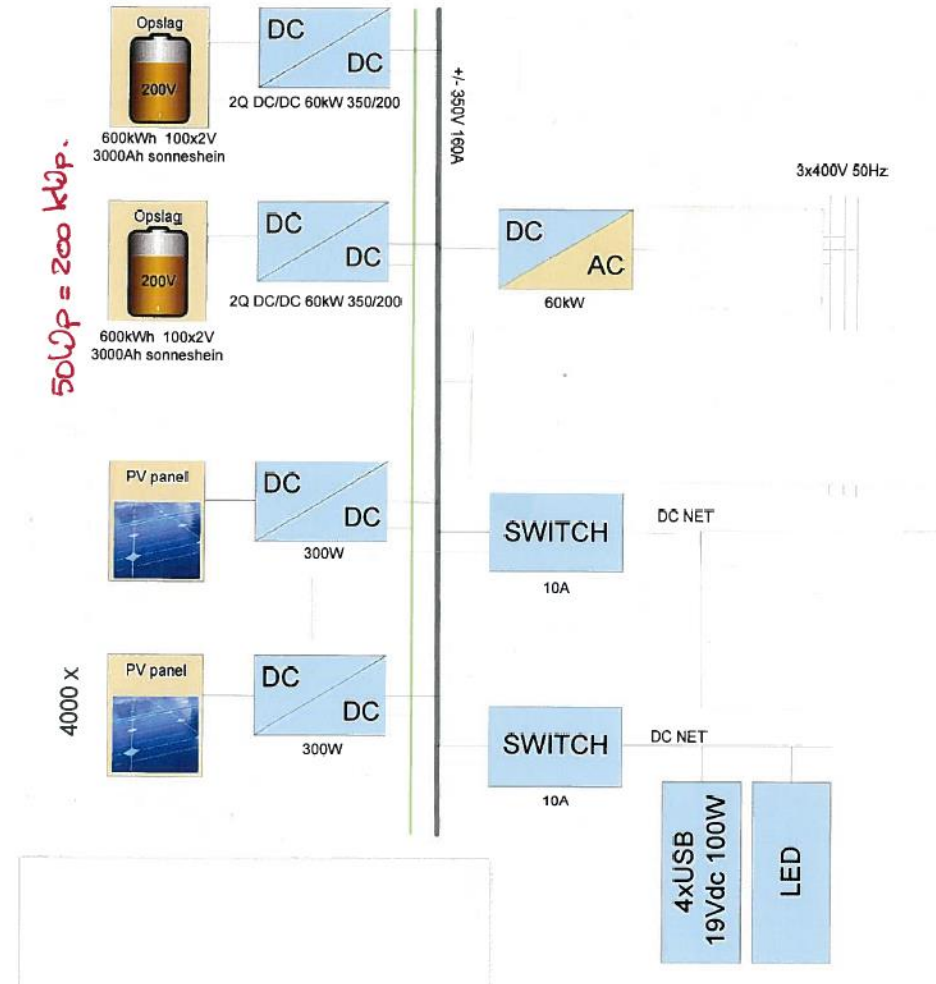 Opslag
200V
600kWh 100x2V
3000Ah sonneshein
DC
DC
2Q DC/DC 60kW 350/200
+/- 350V 160A
3x400V 50Hz
50Wp = 200 kWp.
Opslag
200V
600kWh 100x2V
3000Ah sonneshein
DC
DC
2Q DC/DC 60kW 350/200
DC
AC
60kW
PV panel
DC
DC
300W
SWITCH
10A
DC NET
4000 x
PV panel
DC
DC
300W
SWITCH
10A
DC NET
4xUSB
19Vdc 100W
LED